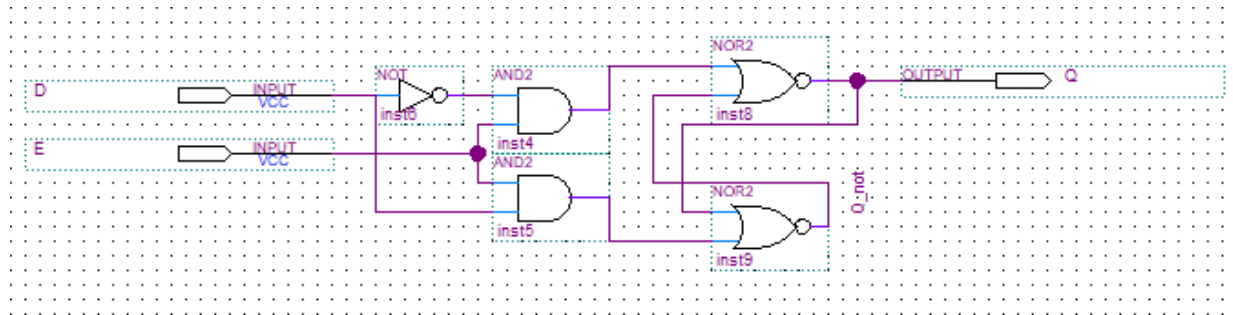 NOR2
NOT
AND2
OUTPUT
Q
D
INPUT
VCC
inst6
inst8
E
INPUT
VCC
inst4
AND2
Q_not
NOR2
inst5
inst9